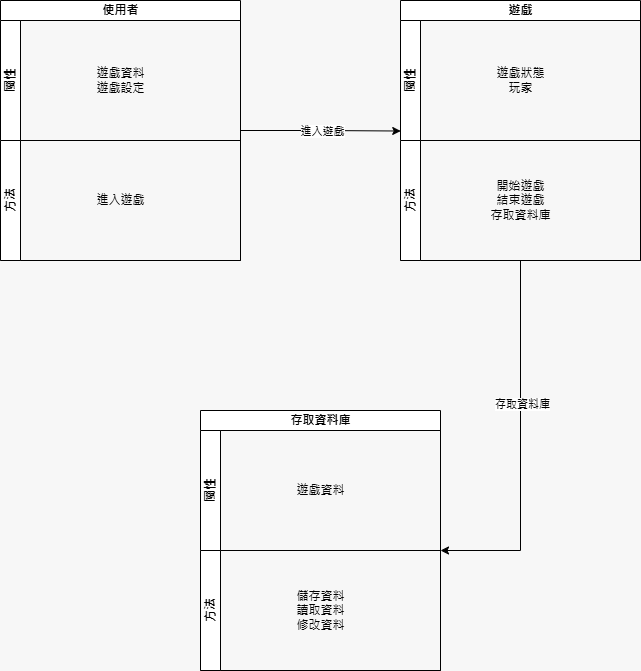 使用者
屬性
遊戲資料
遊戲設定
方法
進入遊戲
進入遊戲
遊戲
屬性
遊戲狀態
玩家
方法
開始遊戲
結束遊戲
存取資料庫
存取資料庫
存取資料庫
屬性
遊戲資料
方法
儲存資料
讀取資料
修改資料